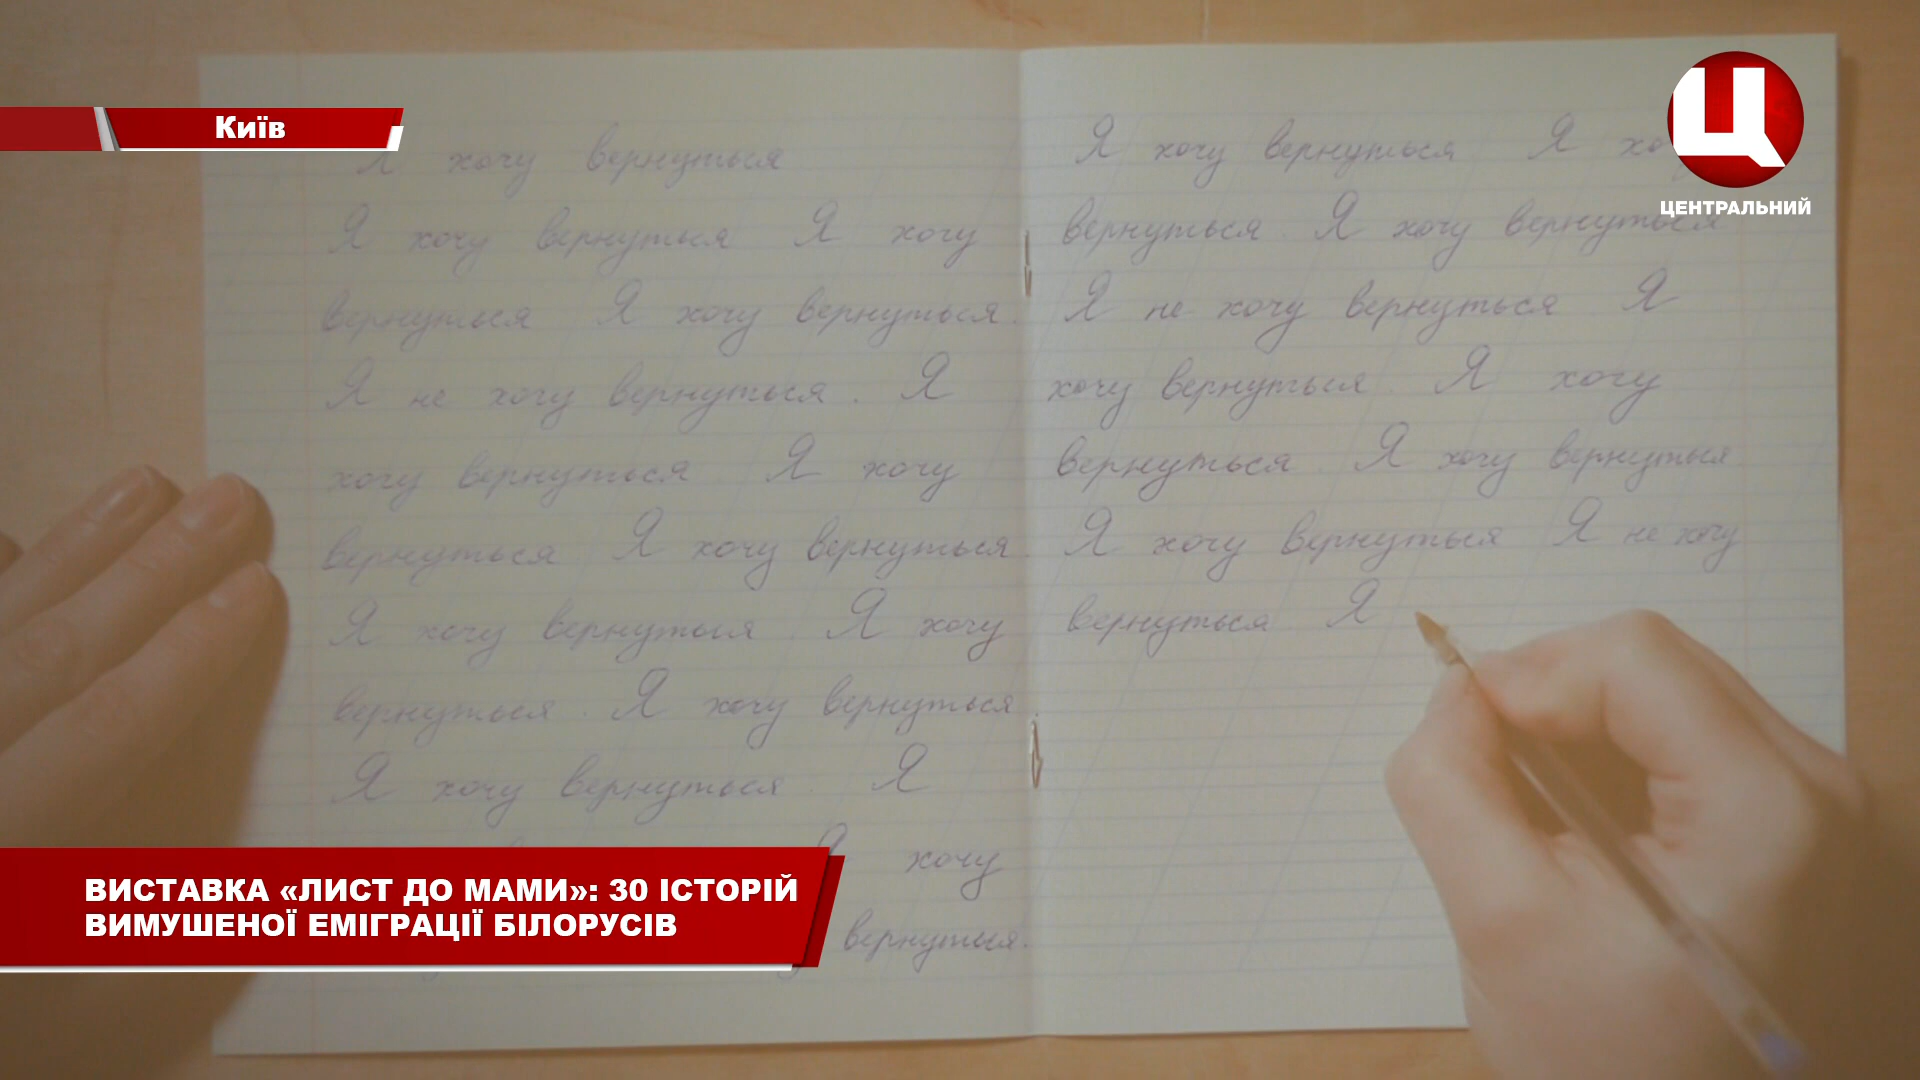 Київ
Ц
ЦЕНТРАЛЬНИЙ
Я хочу вернуться
Я хочу вернуться Я хочу
вернуться Я хочу вернуться.
Я не хочу вернуться. Я
хочу вернуться Я хочу
вернуться Я хочу вернуться.
Я хочу вернуться. Я хочу
вернуться. Я хочу вернуться.
Я хочу вернуться. Я
Я хочу
вернуться.
Я хочу вернуться Я
вернуться. Я хочу вернуться
Я не хочу вернуться Я
хочу вернуться. Я хочу
вернуться Я хочу вернуться
Я хочу вернуться Я не хочу
вернуться Я
ВИСТАВКА «ЛИСТ ДО МАМИ»: 30 ІСТОРІЙ
ВИМУШЕНОЇ ЕМІГРАЦІЇ БІЛОРУСІВ